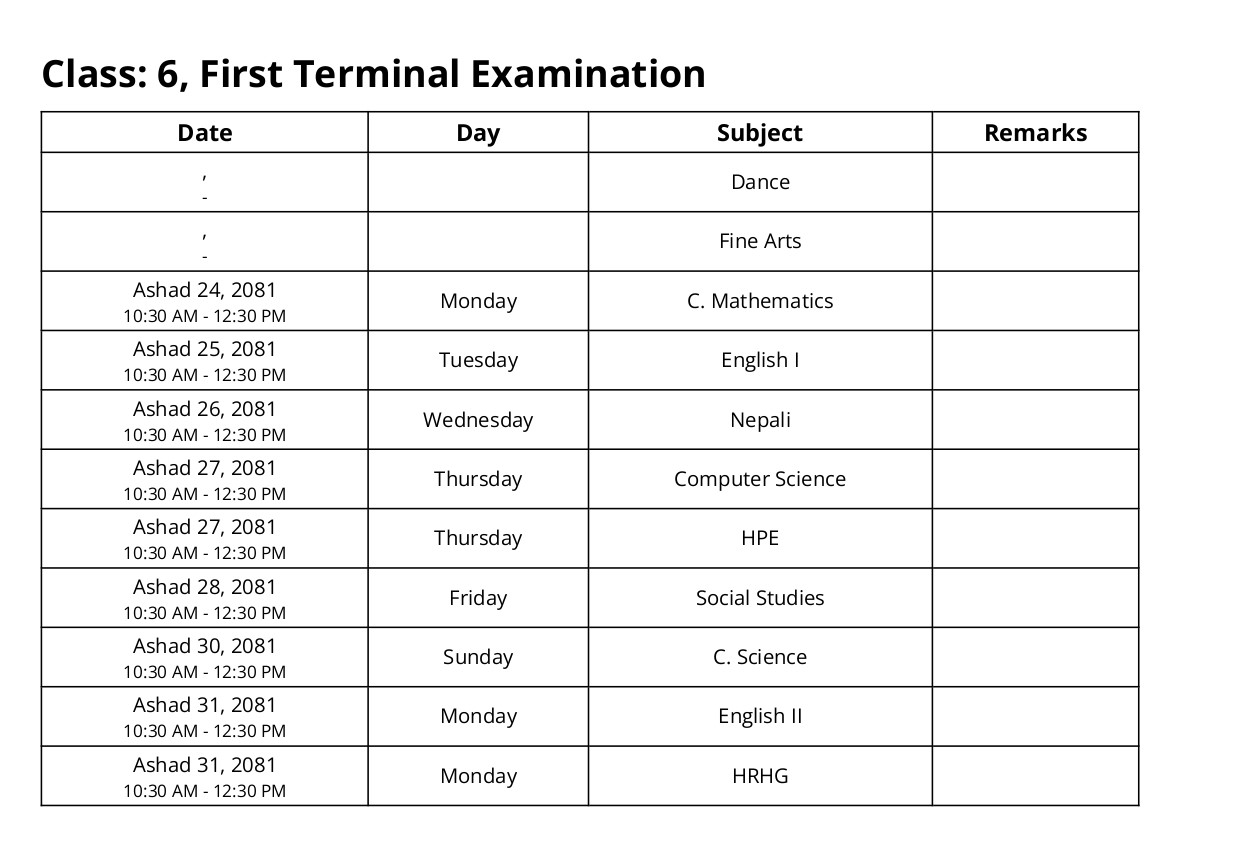 Class: 6, First Terminal Examination
Date Day Subject Remarks
,
-
Dance
,
-
Fine Arts
Ashad 24, 2081
10:30 AM - 12:30 PM
Monday
C. Mathematics
Ashad 25, 2081
10:30 AM - 12:30 PM
Tuesday
English I
Ashad 26, 2081
10:30 AM - 12:30 PM
Wednesday
Nepali
Ashad 27, 2081
10:30 AM - 12:30 PM
Thursday
Computer Science
Ashad 27, 2081
10:30 AM - 12:30 PM
Thursday
HPE
Ashad 28, 2081
10:30 AM - 12:30 PM
Friday
Social Studies
Ashad 30, 2081
10:30 AM - 12:30 PM
Sunday
C. Science
Ashad 31, 2081
10:30 AM - 12:30 PM
Monday
English II
Ashad 31, 2081
10:30 AM - 12:30 PM
Monday
HRHG